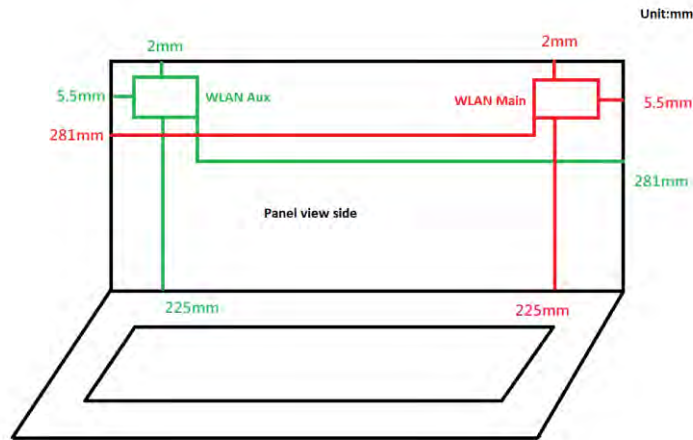 Unit:mm
2mm
2mm
5.5mm
WLAN Aux
WLAN Main
5.5mm
281mm
281mm
Panel view side
225mm
225mm